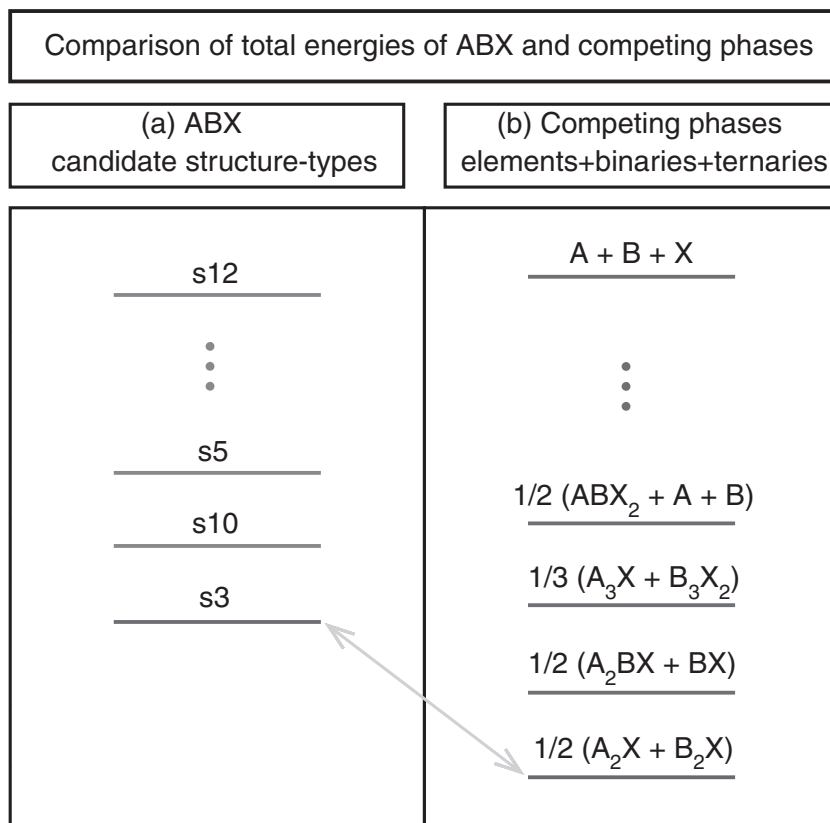 Comparison of total energies of ABX and competing phases
(a) ABX
candidate structure-types
(b) Competing phases
elements+binaries+ternaries
s12
s5
s10
s3
A + B + X
1/2 (ABX₂ + A + B)
1/3 (A₃X + B₃X₂)
1/2 (A₂BX + BX)
1/2 (A₂X + B₂X)